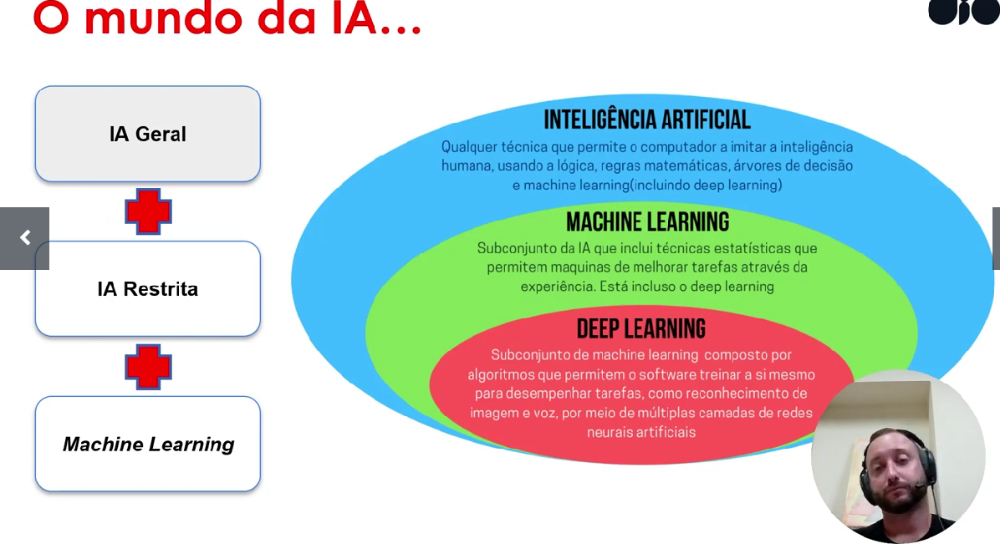 O mundo da IA...
IA Geral
IA Restrita
Machine Learning
INTELIGÊNCIA ARTIFICIAL
Qualquer técnica que permite o computador a imitar a inteligência
humana, usando a lógica, regras matemáticas, árvores de decisão
e machine learning(incluindo deep learning)
MACHINE LEARNING
Subconjunto da IA que inclui técnicas estatísticas que
permitem maquinas de melhorar tarefas através da
experiência. Está incluso o deep learning
DEEP LEARNING
Subconjunto de machine learning composto por
algoritmos que permitem o software treinar a si mesmo
para desempenhar tarefas, como reconhecimento de
imagem e voz, por meio de múltiplas camadas de redes
neurais artificiais